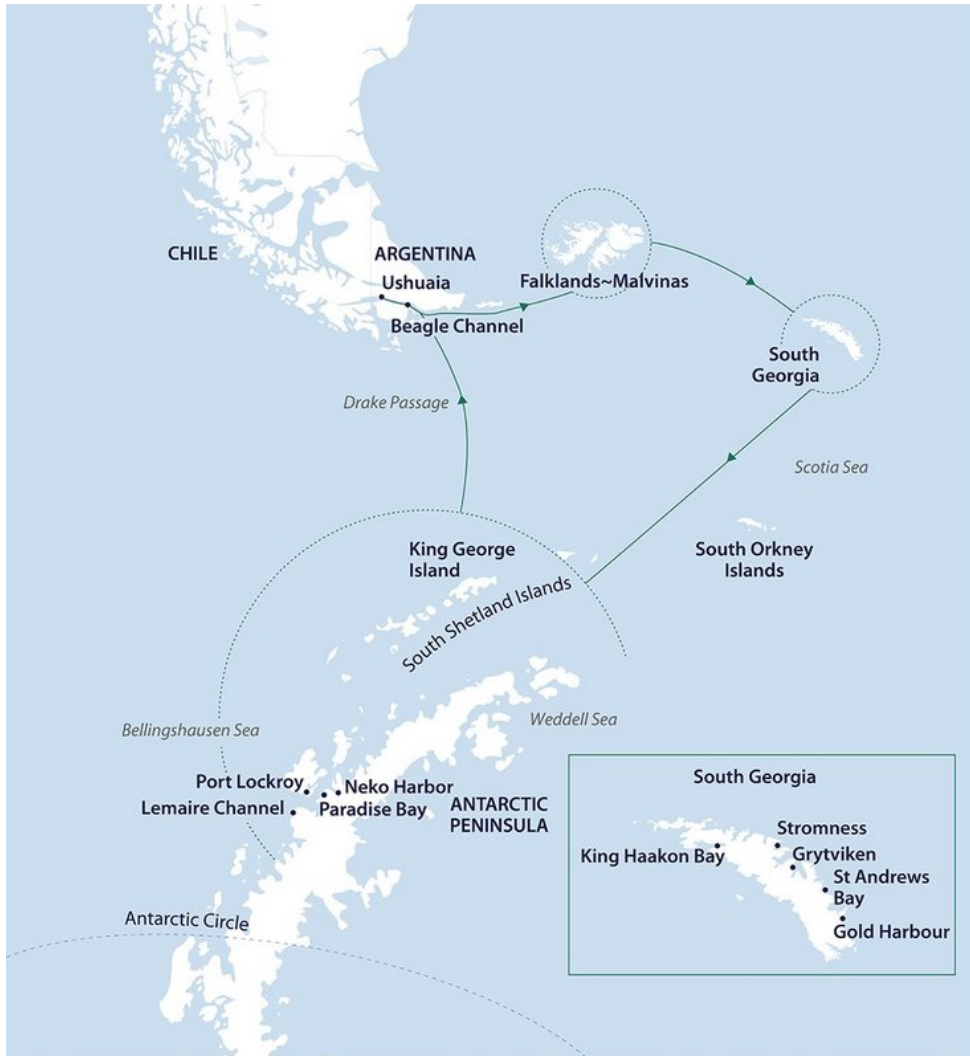 CHILE
ARGENTINA
Ushuaia
Beagle Channel
Falklands~Malvinas
South
Georgia
Drake Passage
Scotia Sea
King George
Island
South Orkney
Islands
South Shetland Islands
Bellingshausen Sea
Weddell Sea
Port Lockroy
Neko Harbor
Lemaire Channel
Paradise Bay
ANTARCTIC
PENINSULA
Antarctic Circle
South Georgia
Stromness
King Haakon Bay
Grytviken
St Andrews
Bay
Gold Harbour